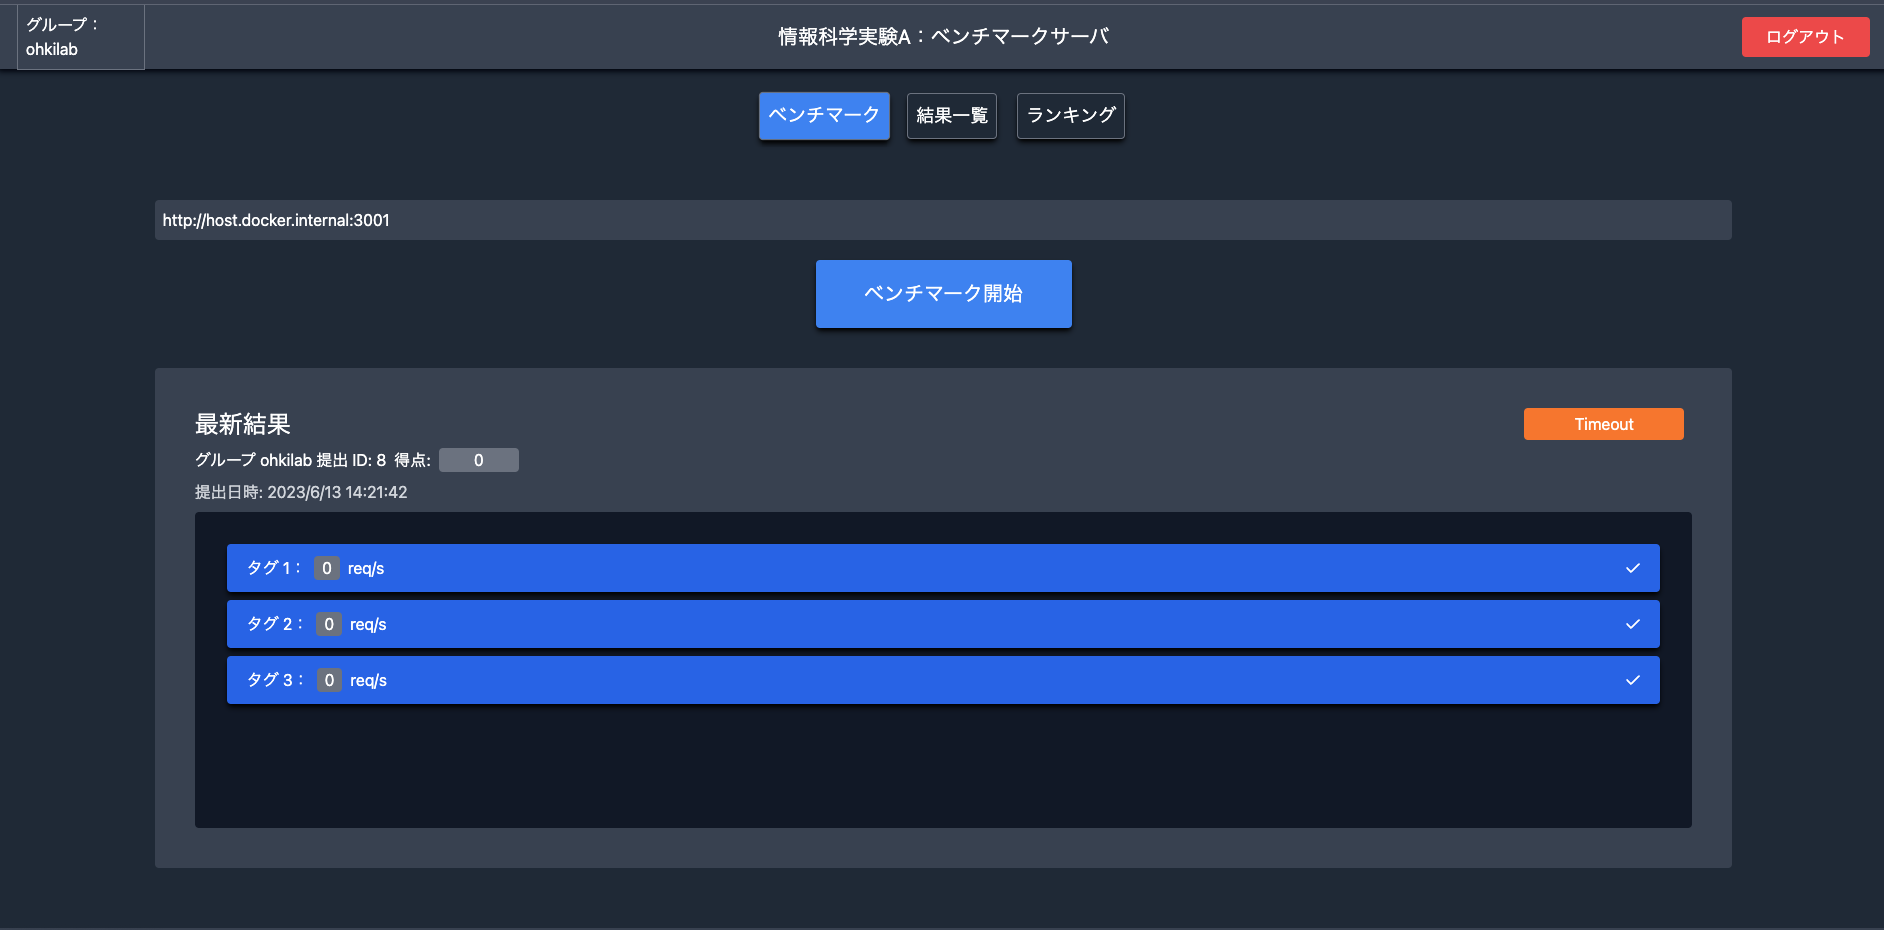 グループ：
ohkilab
情報科学実験A：ベンチマークサーバ
ログアウト
ベンチマーク
結果一覧
ランキング
http://host.docker.internal:3001
ベンチマーク開始
最新結果
Timeout
グループ ohkilab 提出 ID: 8 得点: 0
提出日時: 2023/6/13 14:21:42
タグ 1： 0 req/s
タグ 2： 0 req/s
タグ 3： 0 req/s